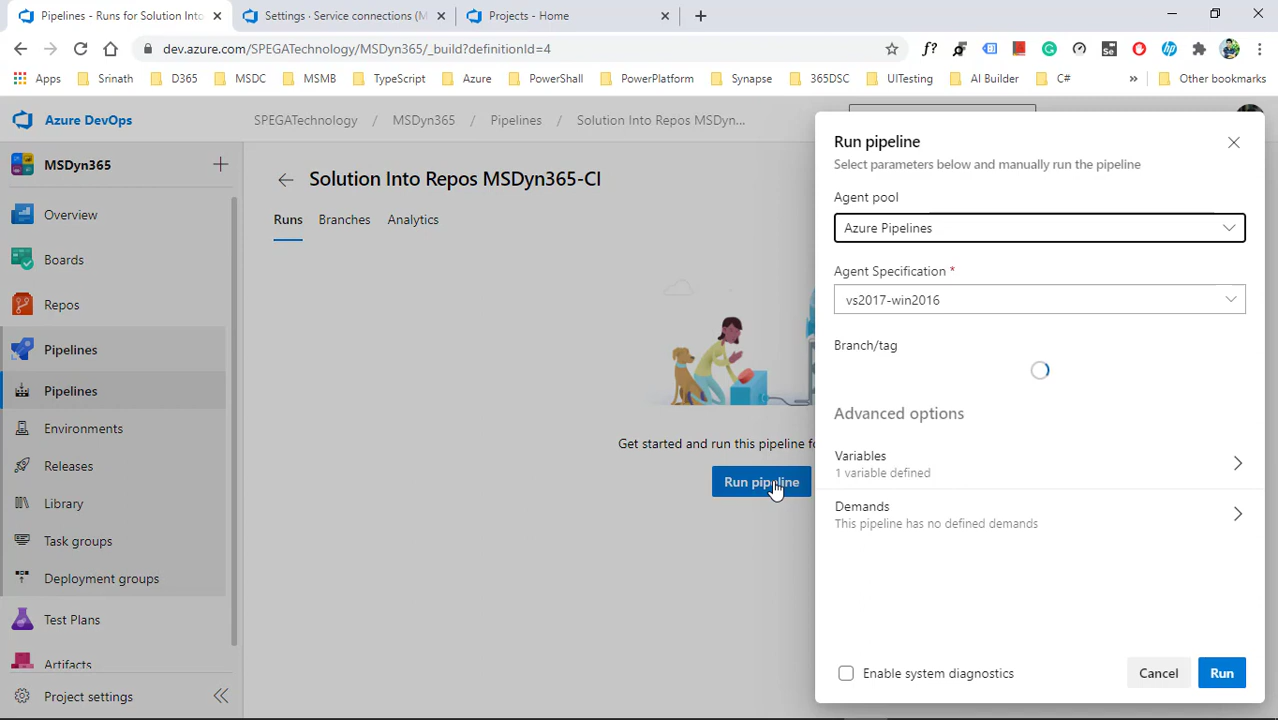 Pipelines - Runs for Solution Into
Settings · Service connections (M
Projects - Home
dev.azure.com/SPEGATechnology/MSDyn365/_build?definitionId=4
f?
Se
hp
Apps
Srinath
D365
MSDC
MSMB
TypeScript
Azure
PowerShall
PowerPlatform
Synapse
365DSC
UITesting
AI Builder
C#
»
Other bookmarks
Azure DevOps
SPEGATechnology / MSDyn365 / Pipelines / Solution Into Repos MSDyn...
MSDyn365
Overview
Boards
Repos
Pipelines
Pipelines
Environments
Releases
Library
Task groups
Deployment groups
Test Plans
Artifacts
Project settings
Solution Into Repos MSDyn365-CI
Runs
Branches
Analytics
Get started and run this pipeline fo
Run pipeline
Run pipeline
Select parameters below and manually run the pipeline
Agent pool
Azure Pipelines
Agent Specification *
vs2017-win2016
Branch/tag
Advanced options
Variables
1 variable defined
Demands
This pipeline has no defined demands
Enable system diagnostics
Cancel
Run